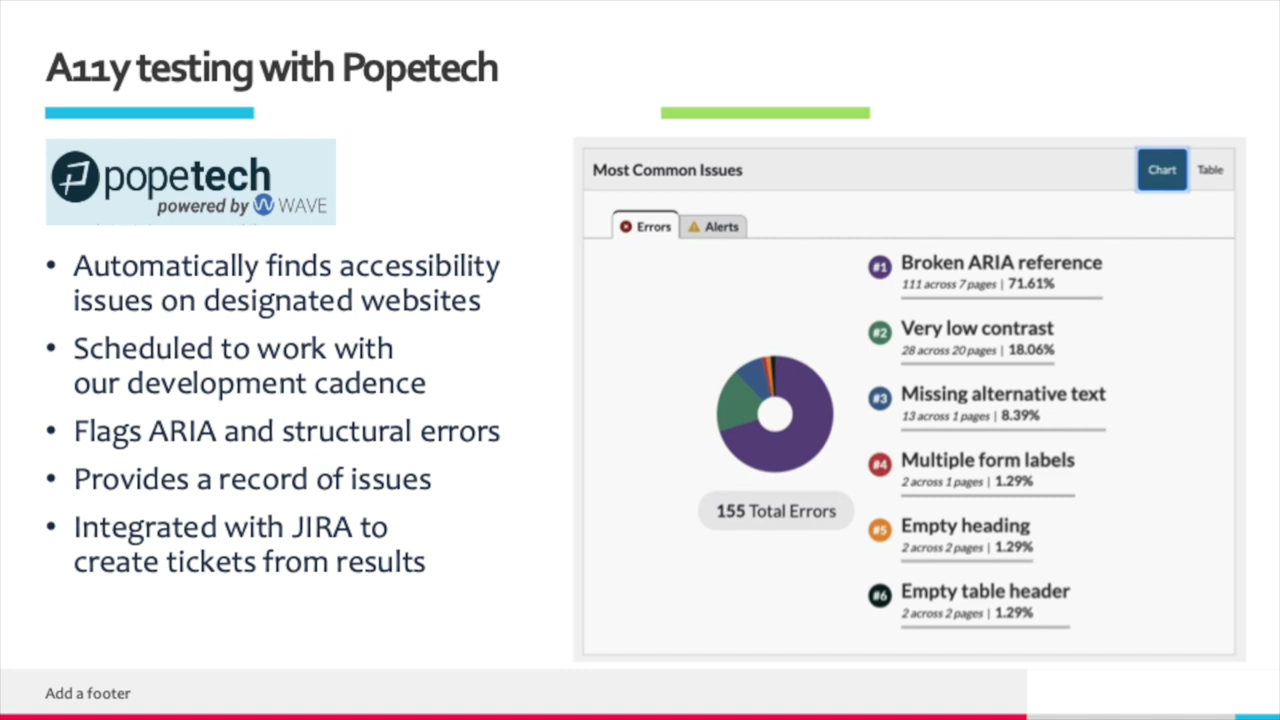 A11y testing with Popetech
popetech
powered by WAVE
• Automatically finds accessibility
issues on designated websites
• Scheduled to work with
our development cadence
• Flags ARIA and structural errors
• Provides a record of issues
• Integrated with JIRA to
create tickets from results
Most Common Issues
Chart
Table
Errors
Alerts
155 Total Errors
#1 Broken ARIA reference
111 across 7 pages | 71.61%
#2 Very low contrast
28 across 20 pages | 18.06%
#3 Missing alternative text
13 across 1 pages | 8.39%
#4 Multiple form labels
2 across 1 pages | 1.29%
#5 Empty heading
2 across 2 pages | 1.29%
#6 Empty table header
2 across 2 pages | 1.29%
Add a footer